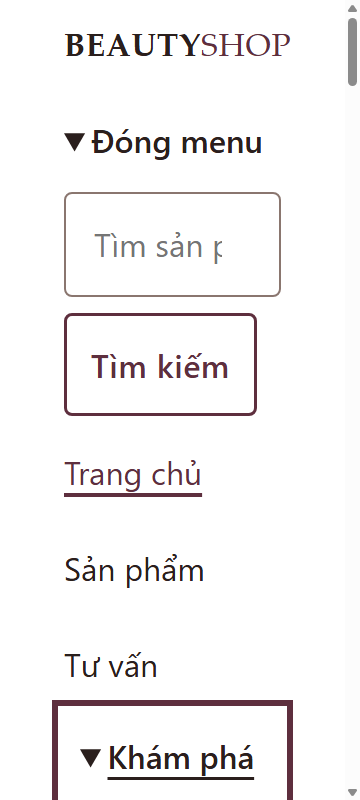 BEAUTYSHOP
Đóng menu
Tìm sản p
Tìm kiếm
Trang chủ
Sản phẩm
Tư vấn
Khám phá